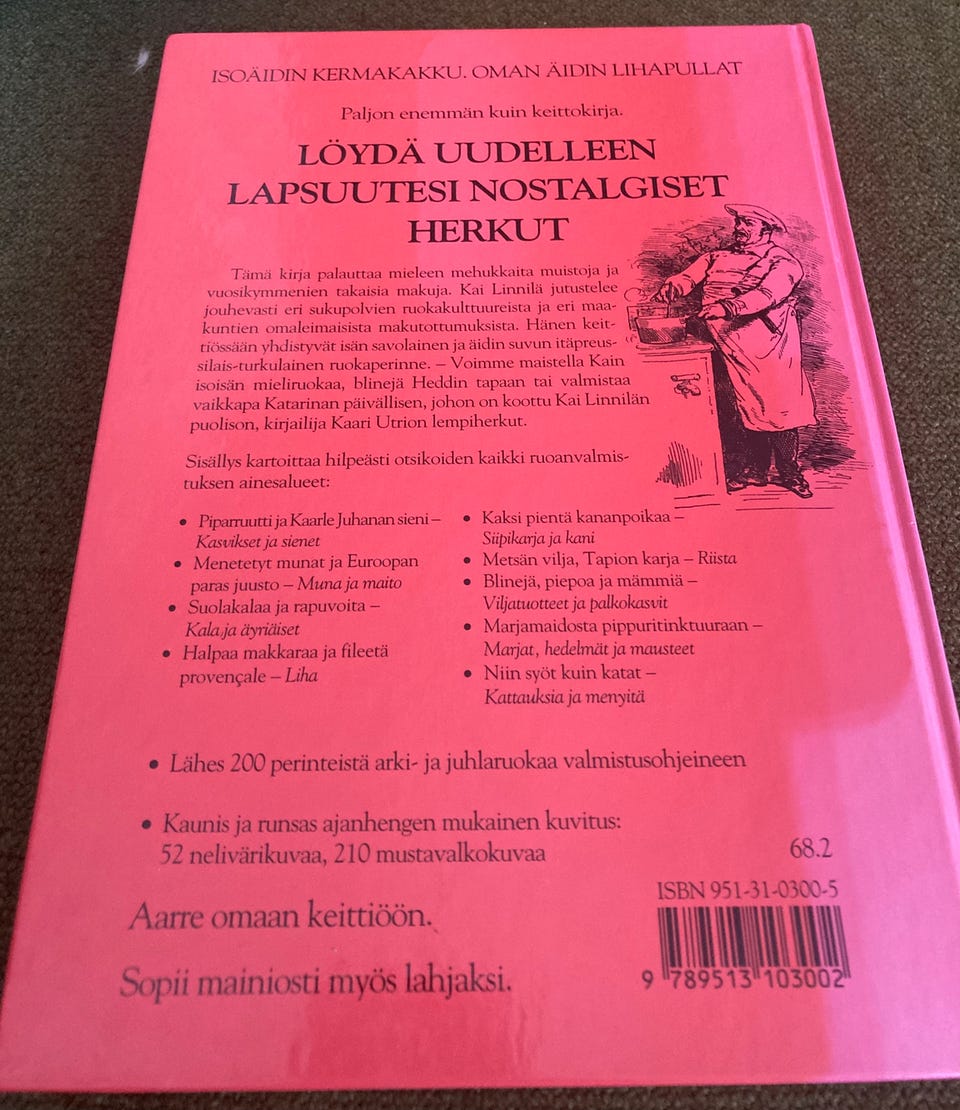 ISOÄIDIN KERMAKAKKU. OMAN ÄIDIN LIHAPULLAT
Paljon enemmän kuin keittokirja.
LÖYDÄ UUDELLEEN
LAPSUUTESI NOSTALGISET
HERKUT
Tämä kirja palauttaa mieleen mehukkaita muistoja ja
vuosikymmenien takaisia makuja. Kai Linnilä jutustelee
jouhevasti eri sukupolvien ruokakulttuureista ja eri maa-
kuntien omaleimaisista makutottumuksista. Hänen keit-
tiössään yhdistyvät isän savolainen ja äidin suvun itäpreus-
silais-turkulainen ruokaperinne. – Voimme maistella Kain
isoisän mieliruokaa, blinejä Heddin tapaan tai valmistaa
vaikkapa Katarinan päivällisen, johon on koottu Kai Linnilän
puolison, kirjailija Kaari Utrion lempiherkut.
Sisällys kartoittaa hilpeästi otsikoiden kaikki ruoanvalmis-
tuksen ainesalueet:
• Piparruutti ja Kaarle Juhanan sieni –
Kasvikset ja sienet
• Menetetyt munat ja Euroopan
paras juusto – Muna ja maito
• Suolakalaa ja rapuvoita –
Kala ja äyriäiset
• Halpaa makkaraa ja fileetä
provençale – Liha
• Kaksi pientä kananpoikaa –
Siipikarja ja kani
• Metsän vilja, Tapion karja – Riista
• Blinejä, piepoa ja mämmiä –
Viljatuotteet ja palkokasvit
• Marjamaidosta pippuritinktuuraan –
Marjat, hedelmät ja mausteet
• Niin syöt kuin katat –
Kattauksia ja menyitä
• Lähes 200 perinteistä arki- ja juhlaruokaa valmistusohjeineen
• Kaunis ja runsas ajanhengen mukainen kuvitus:
52 nelivärikuvaa, 210 mustavalkokuvaa
Aarre omaan keittiöön.
Sopii mainiosti myös lahjaksi.
68.2
ISBN 951-31-0300-5
9 789513 103002